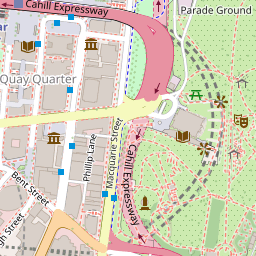 Cahill Expressway
Parade Ground
Quay Quarter
Phillip Lane
Macquarie Street
Cahill Expressway
Bent Street